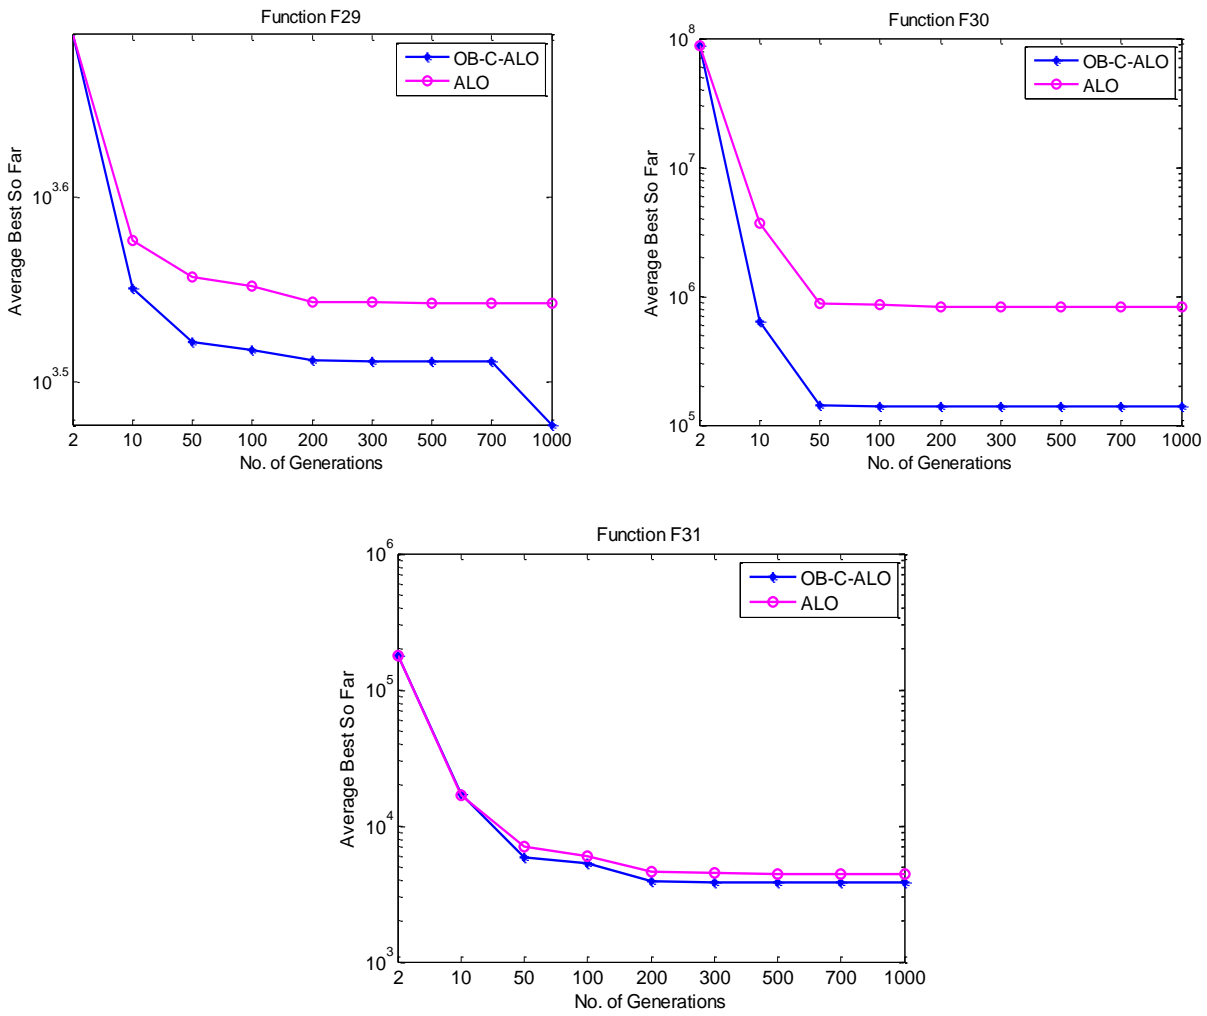 Function F29
OB-C-ALO
ALO
Average Best So Far
10^3.6
10^3.5
2 10 50 100 200 300 500 700 1000
No. of Generations
Function F30
OB-C-ALO
ALO
Average Best So Far
10^8
10^7
10^6
10^5
2 10 50 100 200 300 500 700 1000
No. of Generations
Function F31
OB-C-ALO
ALO
Average Best So Far
10^6
10^5
10^4
10^3
2 10 50 100 200 300 500 700 1000
No. of Generations